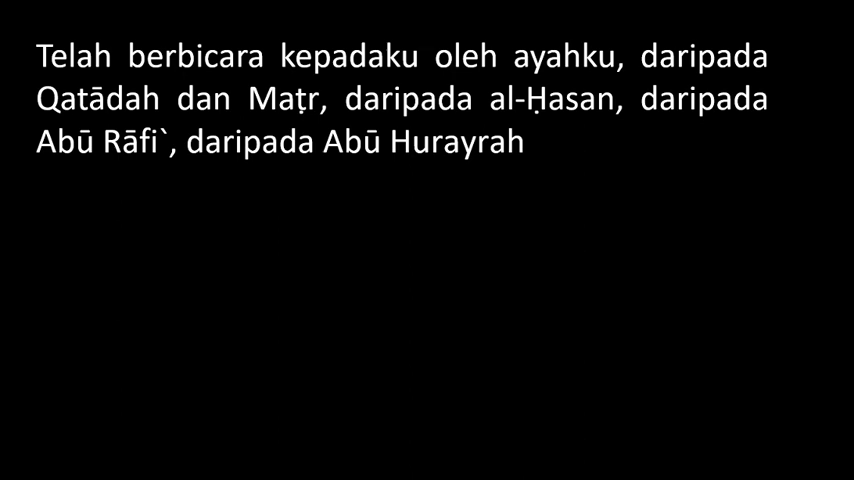 Telah berbicara kepadaku oleh ayahku, daripada
Qatādah dan Maṭr, daripada al-Ḥasan, daripada
Abū Rāfi`, daripada Abū Hurayrah